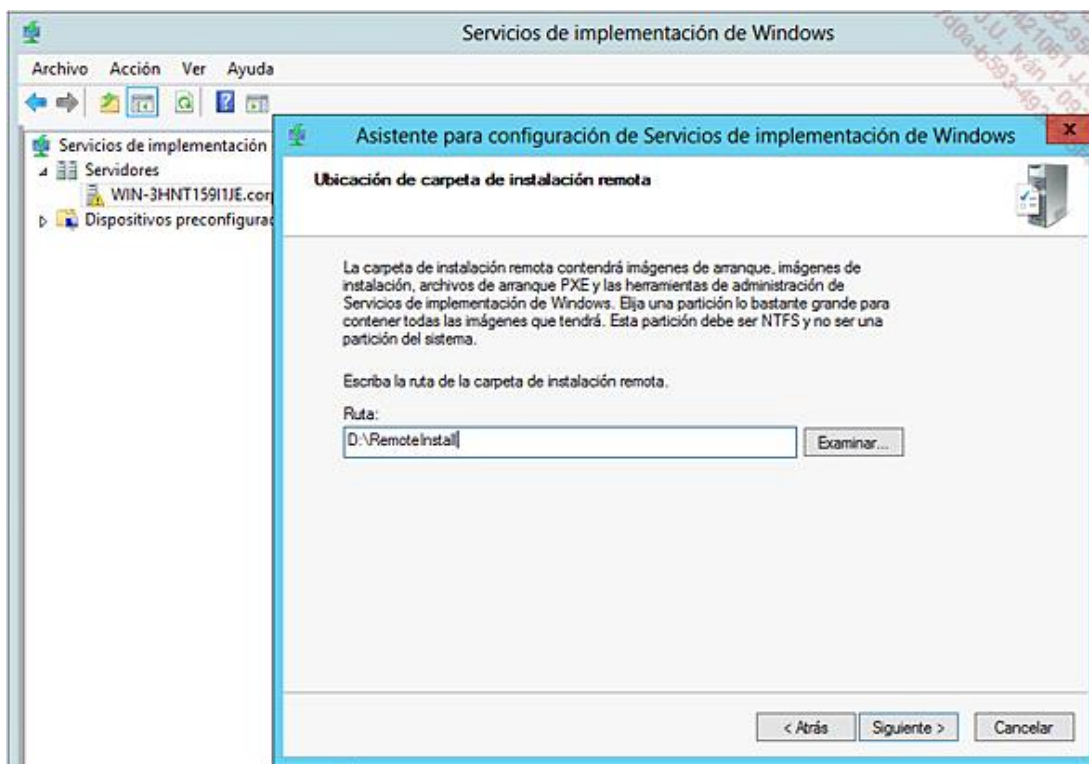 Servicios de implementación de Windows
Archivo Acción Ver Ayuda
Servicios de implementación
Servidores
WIN-3HNT159I1JE.corp
Dispositivos preconfigurad
Asistente para configuración de Servicios de implementación de Windows
Ubicación de carpeta de instalación remota
La carpeta de instalación remota contendrá imágenes de arranque, imágenes de
instalación, archivos de arranque PXE y las herramientas de administración de
Servicios de implementación de Windows. Elija una partición lo bastante grande para
contener todas las imágenes que tendrá. Esta partición debe ser NTFS y no ser una
partición del sistema.
Escriba la ruta de la carpeta de instalación remota.
Ruta:
D:\RemoteInstall
Examinar...
< Atrás Siguiente > Cancelar